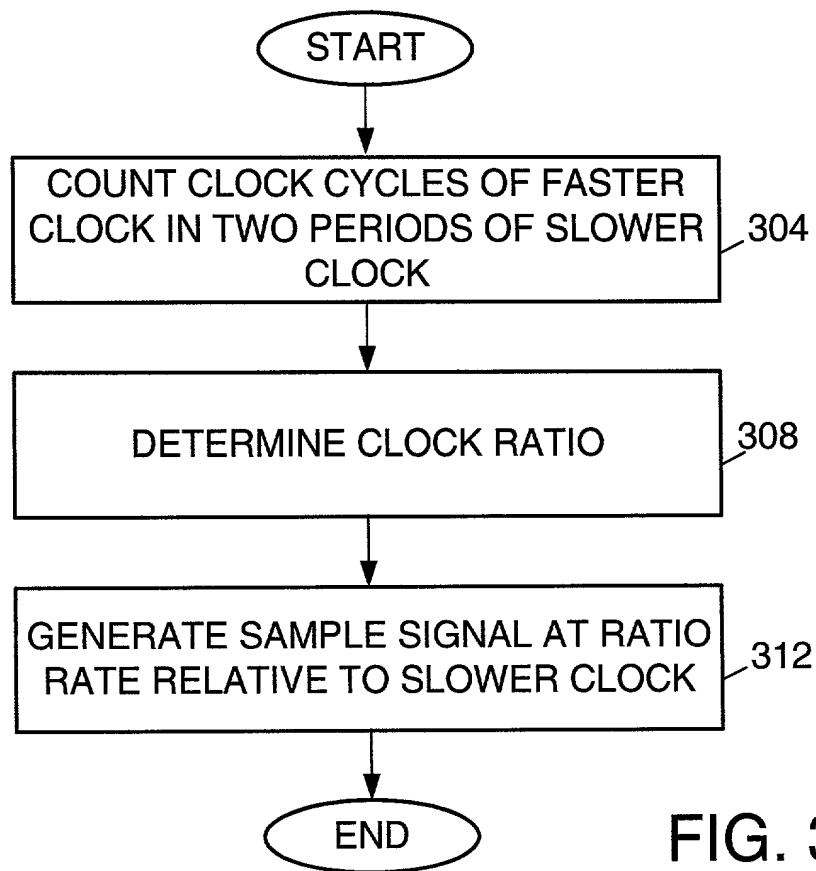 START
COUNT CLOCK CYCLES OF FASTER
CLOCK IN TWO PERIODS OF SLOWER
CLOCK
304
DETERMINE CLOCK RATIO
308
GENERATE SAMPLE SIGNAL AT RATIO
RATE RELATIVE TO SLOWER CLOCK
312
END
FIG. 3